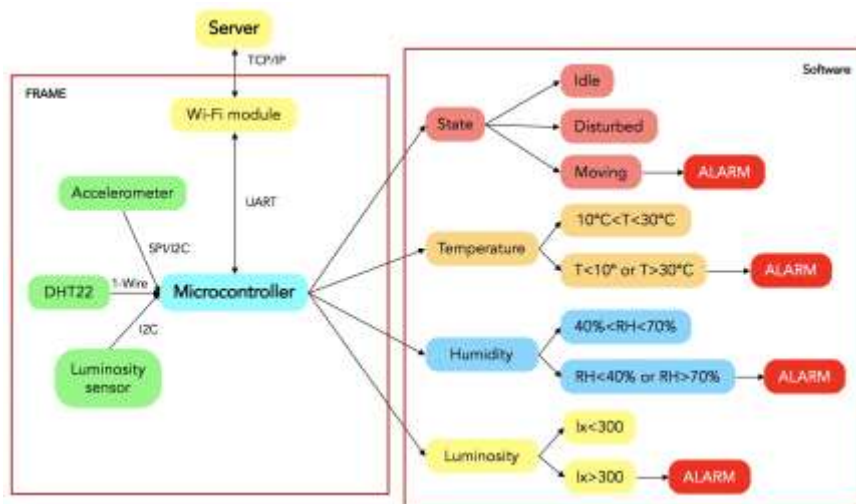 Server
TCP/IP
FRAME
Wi-Fi module
UART
Accelerometer
SPI/I2C
DHT22
1-Wire
Microcontroller
I2C
Luminosity
sensor
Software
State
Idle
Disturbed
Moving
ALARM
Temperature
10°C<T<30°C
T<10° or T>30°C
ALARM
Humidity
40%<RH<70%
RH<40% or RH>70%
ALARM
Luminosity
lx<300
lx>300
ALARM